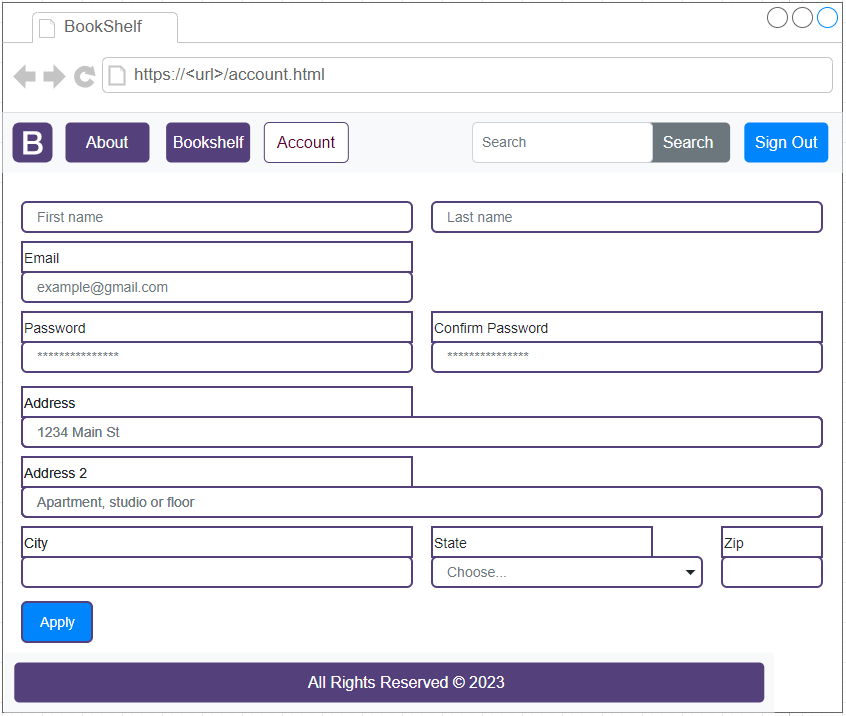 BookShelf
https://<url>/account.html
B About Bookshelf Account Search Search Sign Out
First name Last name
Email
example@gmail.com
Password Confirm Password
*************** ***************
Address
1234 Main St
Address 2
Apartment, studio or floor
City State Zip
Choose...
Apply
All Rights Reserved © 2023